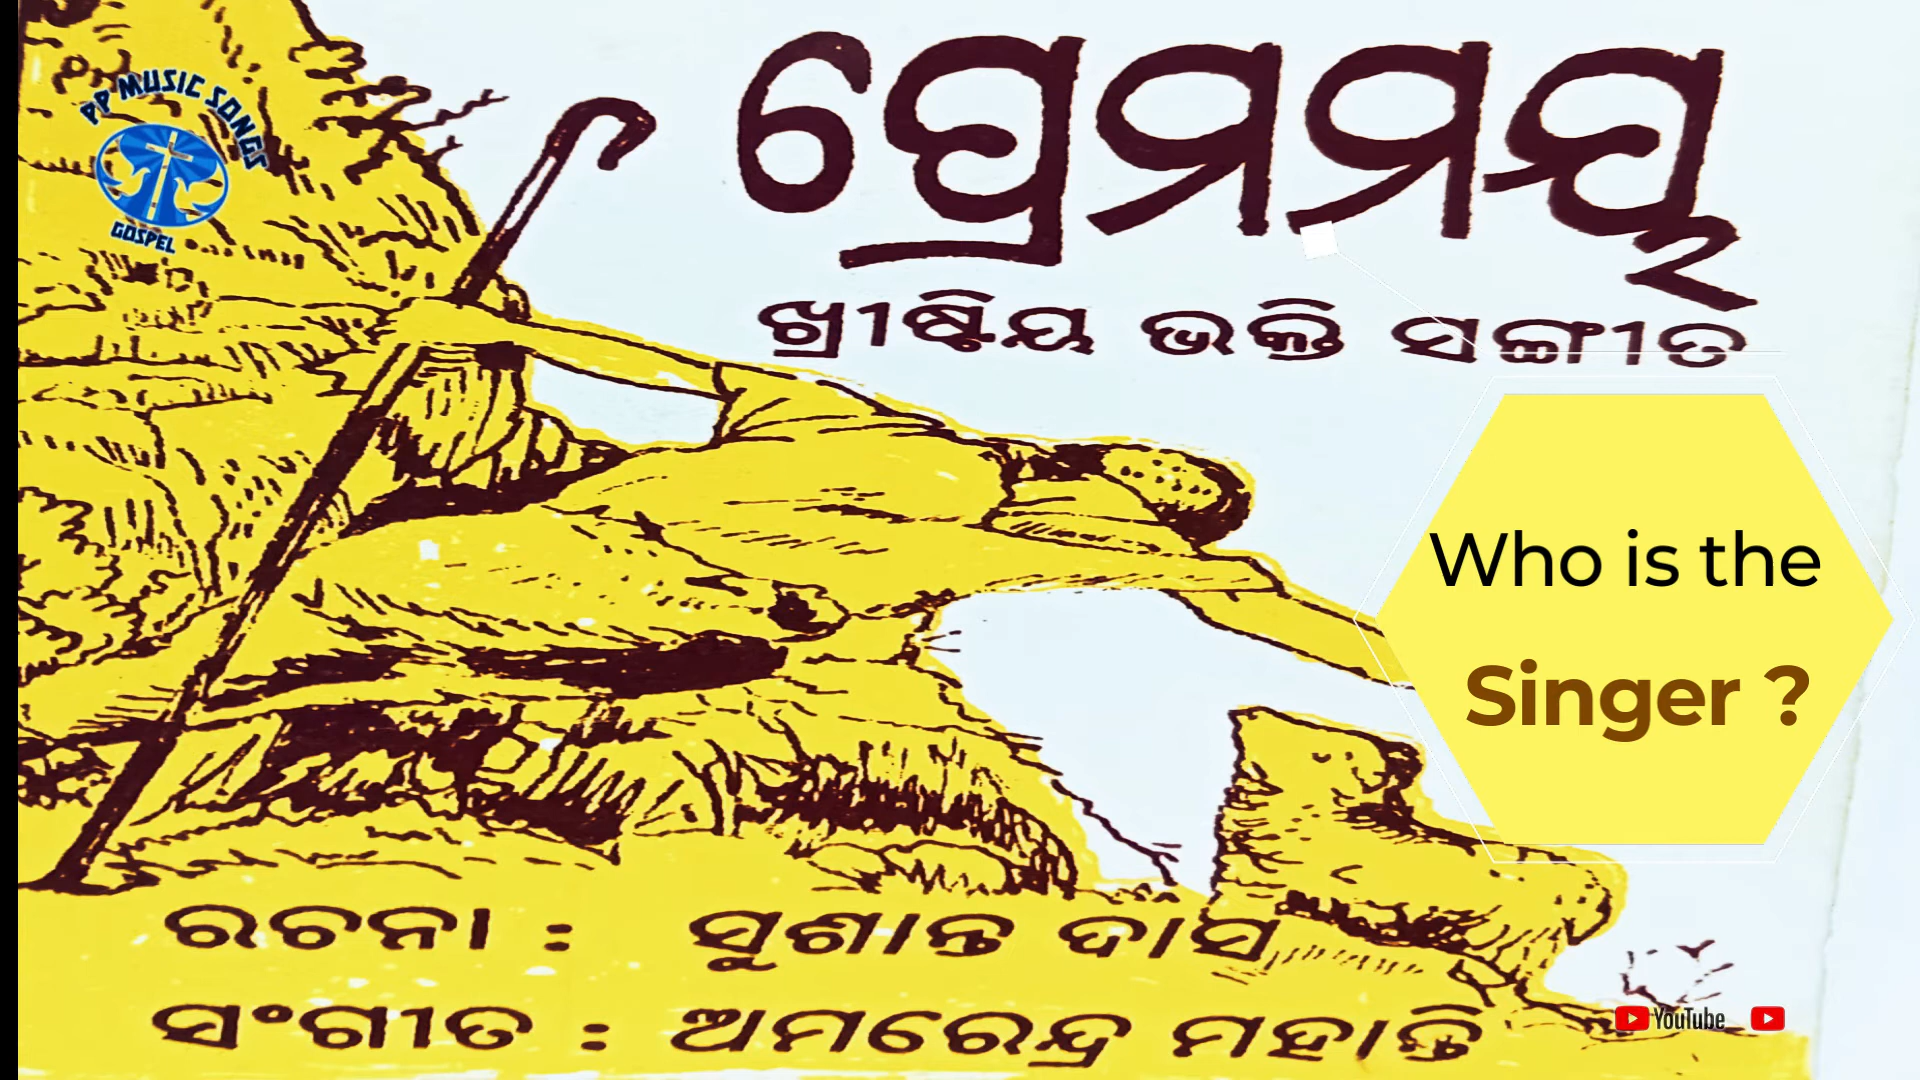 PP MUSIC SONGS
GOSPEL
ପ୍ରେମମୟ
ଖ୍ରୀଷ୍ଟିୟ ଭକ୍ତି ସଙ୍ଗୀତ
Who is the
Singer ?
ରଚନା : ସୁଶାନ୍ତ ଦାସ
ସଂଗୀତ : ଅମରେନ୍ଦ୍ର ମହାନ୍ତି
YouTube